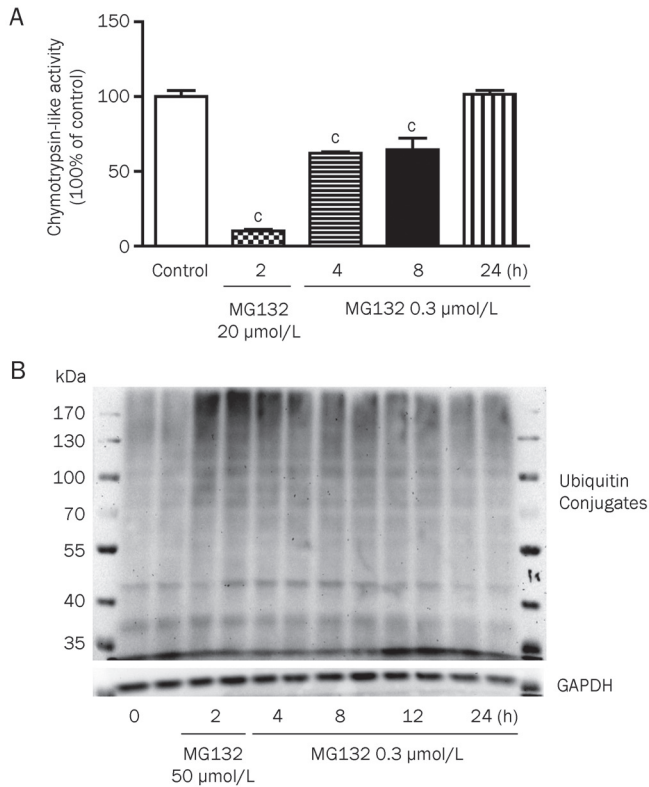 A
150
100
50
0
Chymotrypsin-like activity
(100% of control)
c
c
c
Control 2 4 8 24 (h)
MG132
20 µmol/L
MG132 0.3 µmol/L
B
kDa
170
130
100
70
55
40
35
Ubiquitin
Conjugates
GAPDH
0 2 4 8 12 24 (h)
MG132
50 µmol/L
MG132 0.3 µmol/L